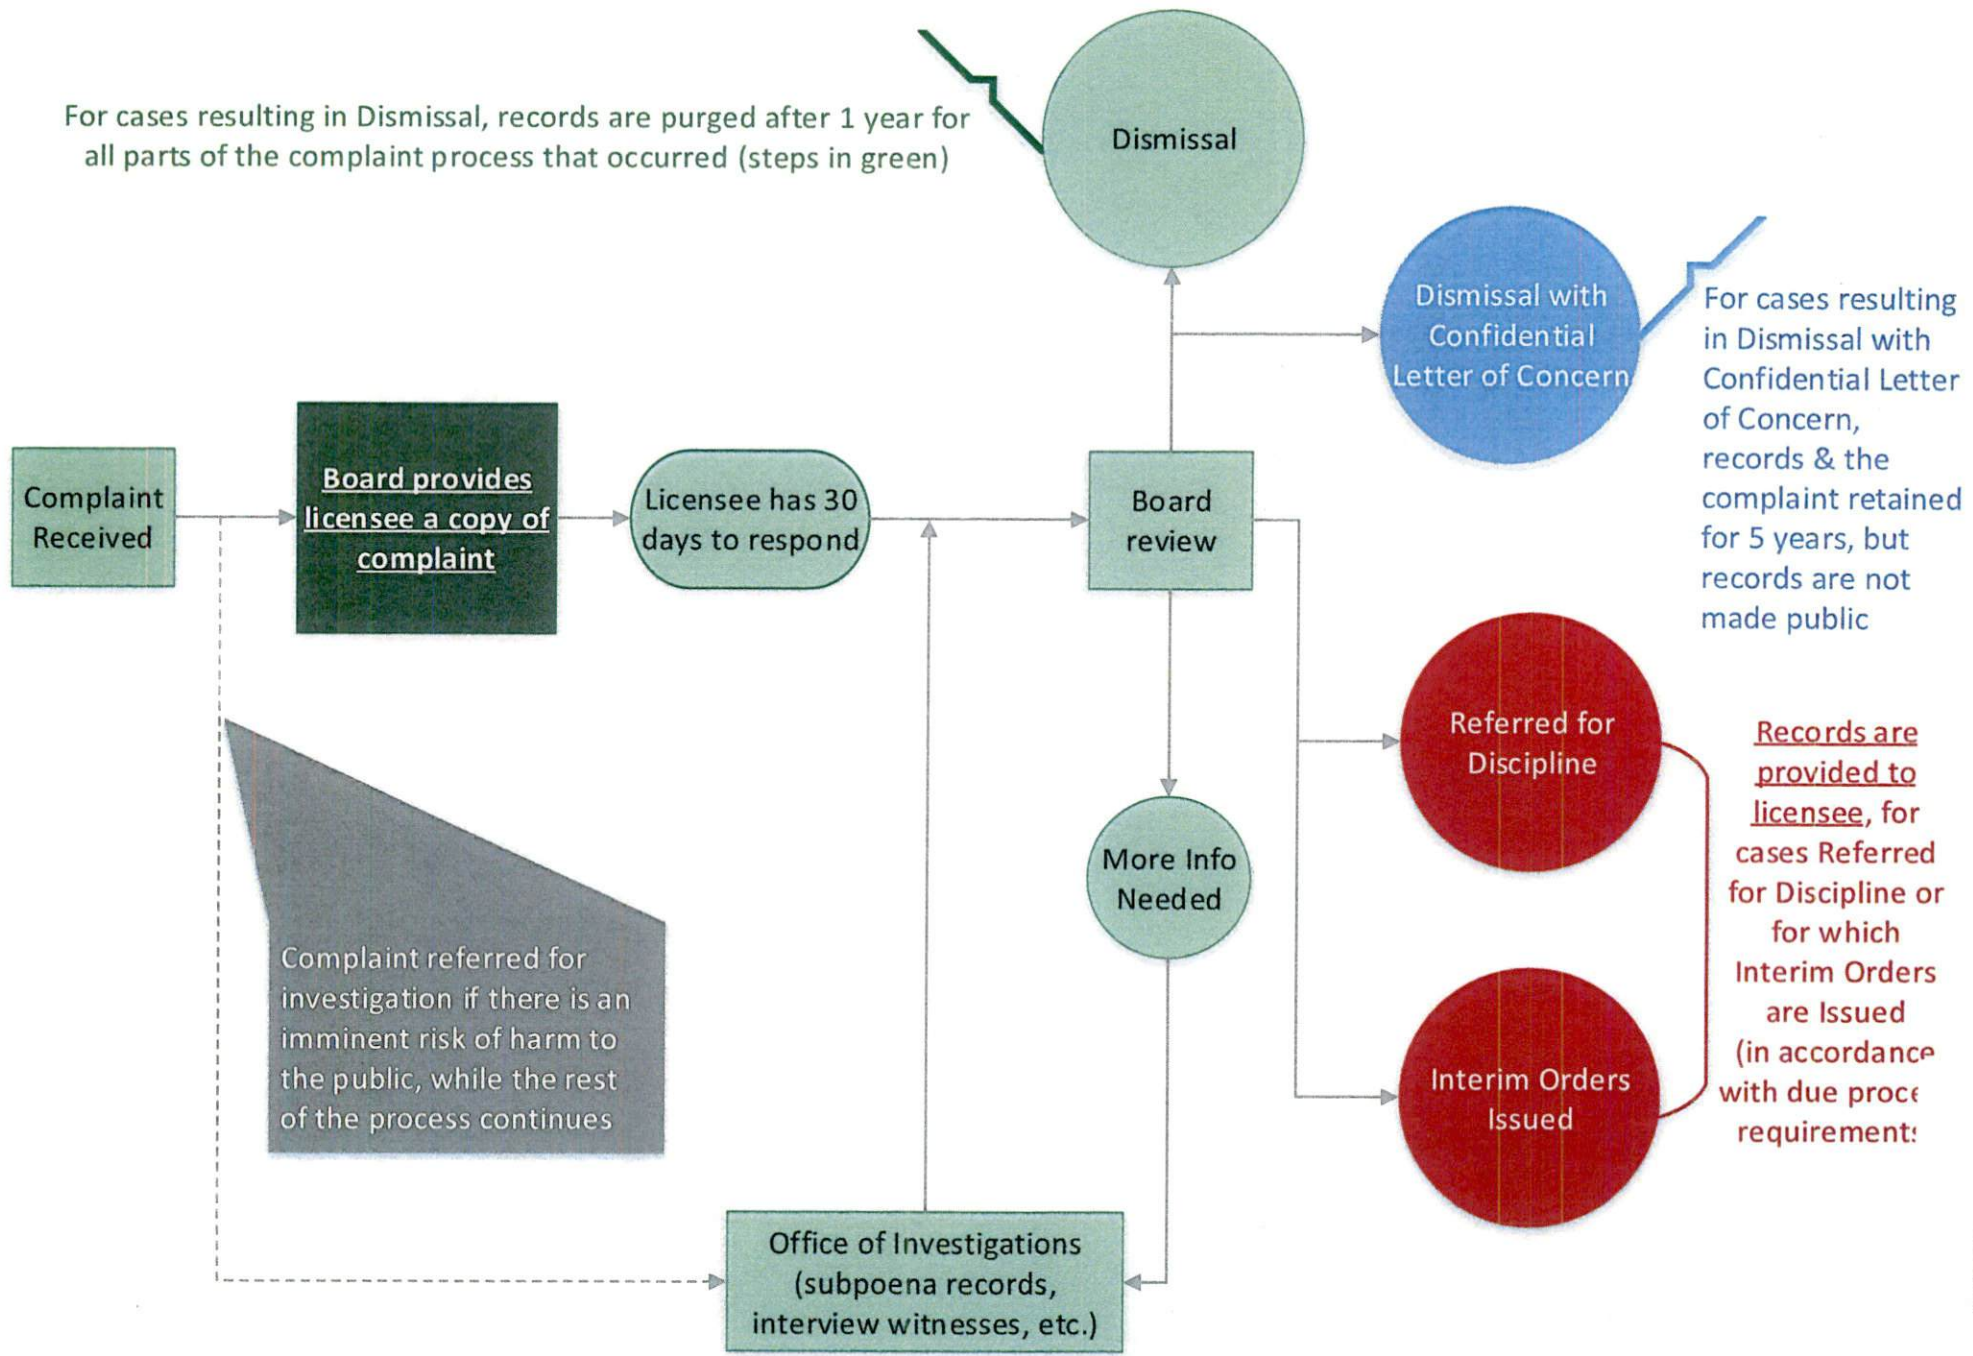 For cases resulting in Dismissal, records are purged after 1 year for
all parts of the complaint process that occurred (steps in green)
Dismissal
Dismissal with
Confidential
Letter of Concern
For cases resulting
in Dismissal with
Confidential Letter
of Concern,
records & the
complaint retained
for 5 years, but
records are not
made public
Complaint
Received
Board provides
licensee a copy of
complaint
Licensee has 30
days to respond
Board
review
Referred for
Discipline
Records are
provided to
licensee, for
cases Referred
for Discipline or
for which
Interim Orders
are Issued
(in accordance
with due
More Info
Needed
Complaint referred for
investigation if there is an
imminent risk of harm to
the public, while the rest
of the process continues
Interim Orders
Issued
Office of Investigations
(subpoena records,
interview witnesses, etc.)